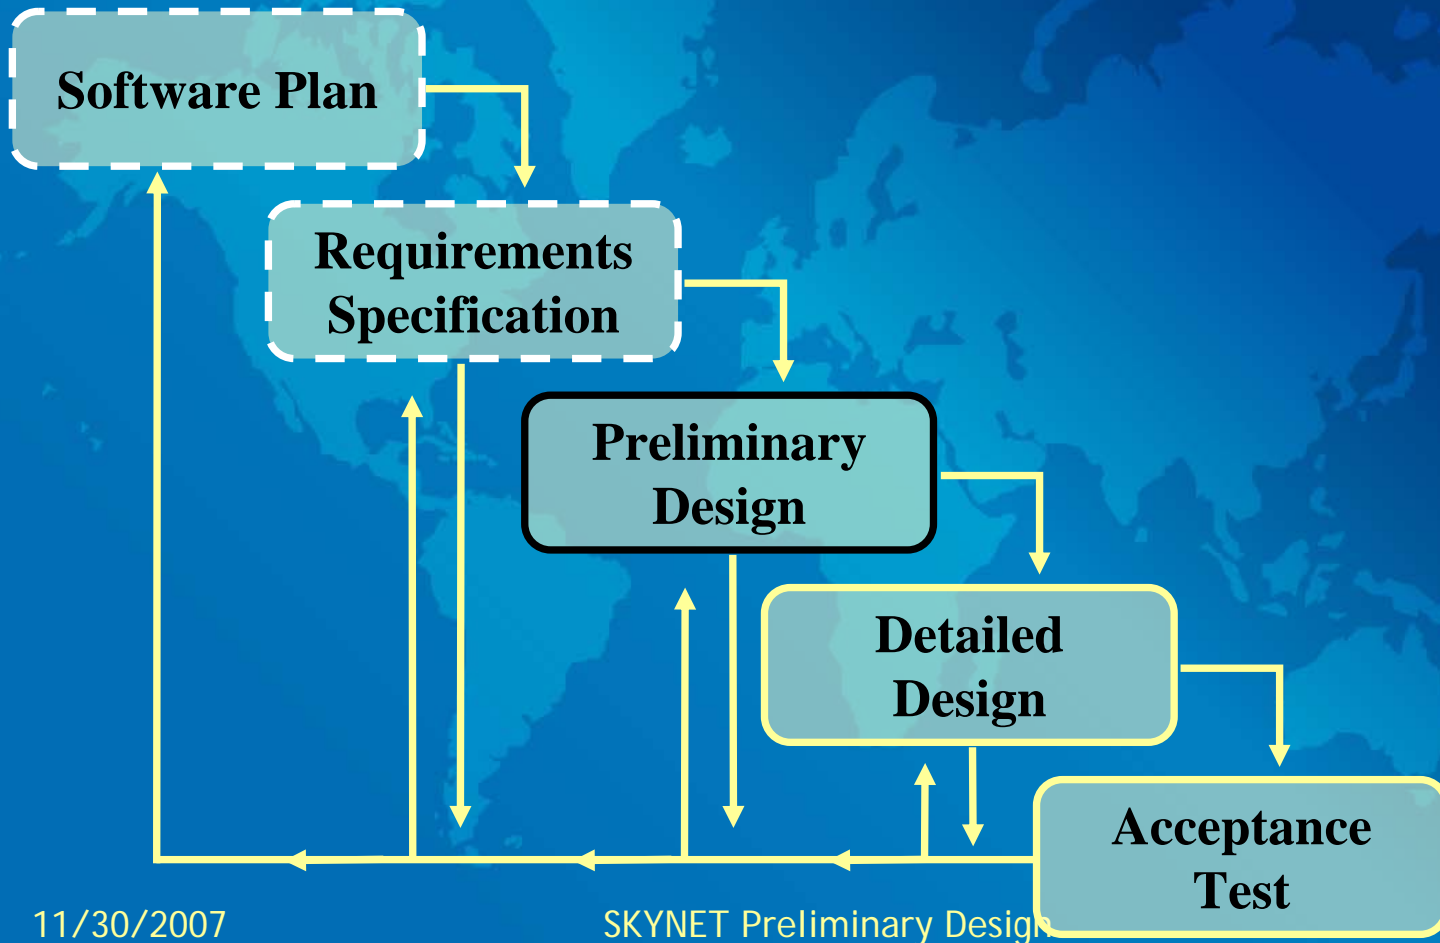 Software Plan
Requirements
Specification
Preliminary
Design
Detailed
Design
Acceptance
Test
11/30/2007
SKYNET Preliminary Design